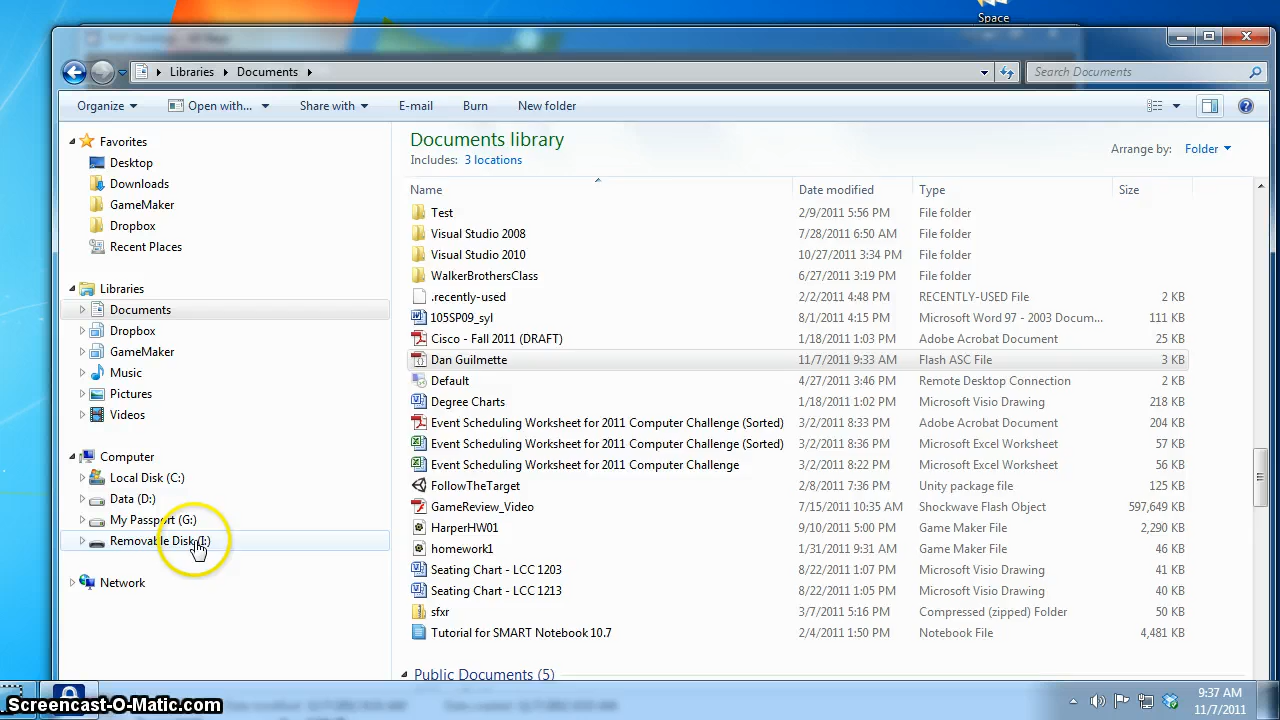 Space
Libraries Documents Search Documents
Organize Open with... Share with E-mail Burn New folder
Favorites
Desktop
Downloads
GameMaker
Dropbox
Recent Places
Libraries
Documents
Dropbox
GameMaker
Music
Pictures
Videos
Computer
Local Disk (C:)
Data (D:)
My Passport (G:)
Removable Disk (I:)
Network
Documents library
Includes: 3 locations
Arrange by: Folder
Name Date modified Type Size
Test 2/9/2011 5:56 PM File folder
Visual Studio 2008 7/28/2011 6:50 AM File folder
Visual Studio 2010 10/27/2011 3:34 PM File folder
WalkerBrothersClass 6/27/2011 3:19 PM File folder
.recently-used 2/2/2011 4:48 PM RECENTLY-USED File 2 KB
105SP09_syl 8/1/2011 4:15 PM Microsoft Word 97 - 2003 Docum... 111 KB
Cisco - Fall 2011 (DRAFT) 1/18/2011 1:03 PM Adobe Acrobat Document 25 KB
Dan Guilmette 11/7/2011 9:33 AM Flash ASC File 3 KB
Default 4/27/2011 3:46 PM Remote Desktop Connection 2 KB
Degree Charts 1/18/2011 1:02 PM Microsoft Visio Drawing 218 KB
Event Scheduling Worksheet for 2011 Computer Challenge (Sorted) 3/2/2011 8:33 PM Adobe Acrobat Document 204 KB
Event Scheduling Worksheet for 2011 Computer Challenge (Sorted) 3/2/2011 8:36 PM Microsoft Excel Worksheet 57 KB
Event Scheduling Worksheet for 2011 Computer Challenge 3/2/2011 8:22 PM Microsoft Excel Worksheet 56 KB
FollowTheTarget 2/8/2011 7:36 PM Unity package file 125 KB
GameReview_Video 7/15/2011 10:35 AM Shockwave Flash Object 597,649 KB
HarperHW01 9/10/2011 5:00 PM Game Maker File 2,290 KB
homework1 1/31/2011 9:31 AM Game Maker File 46 KB
Seating Chart - LCC 1203 8/22/2011 1:05 PM Microsoft Visio Drawing 41 KB
Seating Chart - LCC 1213 8/22/2011 1:05 PM Microsoft Visio Drawing 40 KB
sfxr 3/7/2011 5:16 PM Compressed (zipped) Folder 50 KB
Tutorial for SMART Notebook 10.7 2/4/2011 1:50 PM Notebook File 4,481 KB
Public Documents (5)
Screencast-O-Matic.com
9:37 AM
11/7/2011